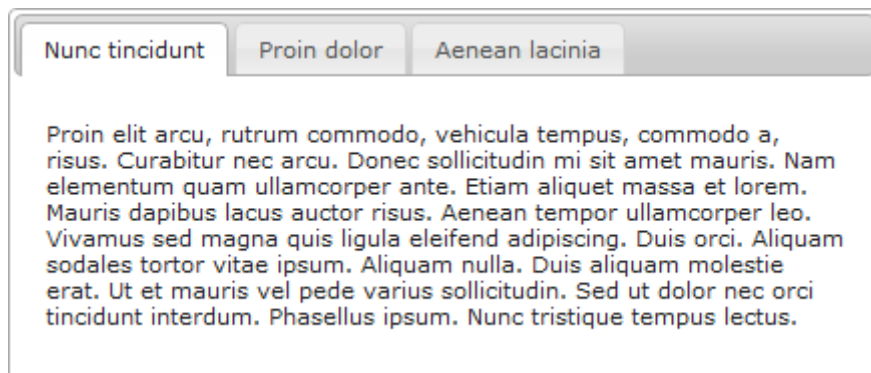 Nunc tincidunt Proin dolor Aenean lacinia
Proin elit arcu, rutrum commodo, vehicula tempus, commodo a,
risus. Curabitur nec arcu. Donec sollicitudin mi sit amet mauris. Nam
elementum quam ullamcorper ante. Etiam aliquet massa et lorem.
Mauris dapibus lacus auctor risus. Aenean tempor ullamcorper leo.
Vivamus sed magna quis ligula eleifend adipiscing. Duis orci. Aliquam
sodales tortor vitae ipsum. Aliquam nulla. Duis aliquam molestie
erat. Ut et mauris vel pede varius sollicitudin. Sed ut dolor nec orci
tincidunt interdum. Phasellus ipsum. Nunc tristique tempus lectus.